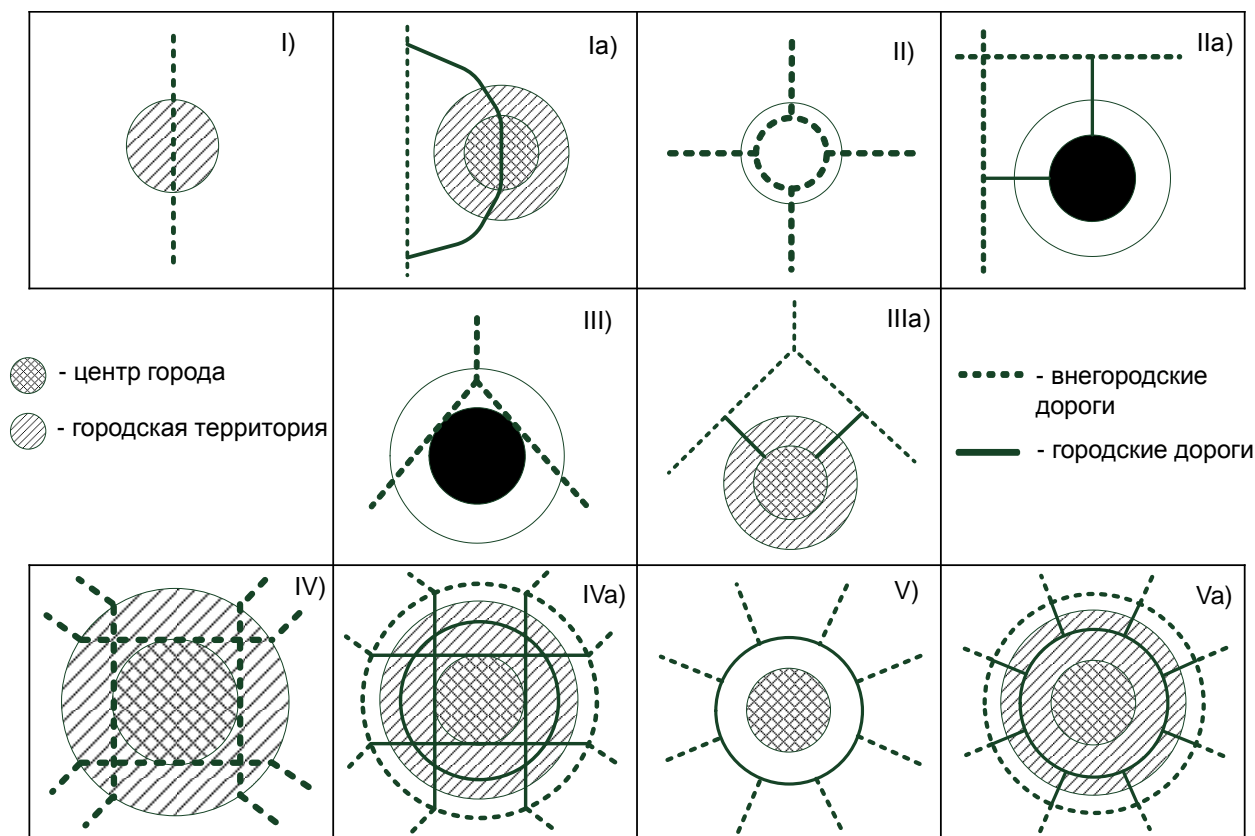 I)
Ia)
II)
IIa)
III)
IIIa)
- центр города
- городская территория
- внегородские
дороги
- городские дороги
IV)
IVa)
V)
Va)